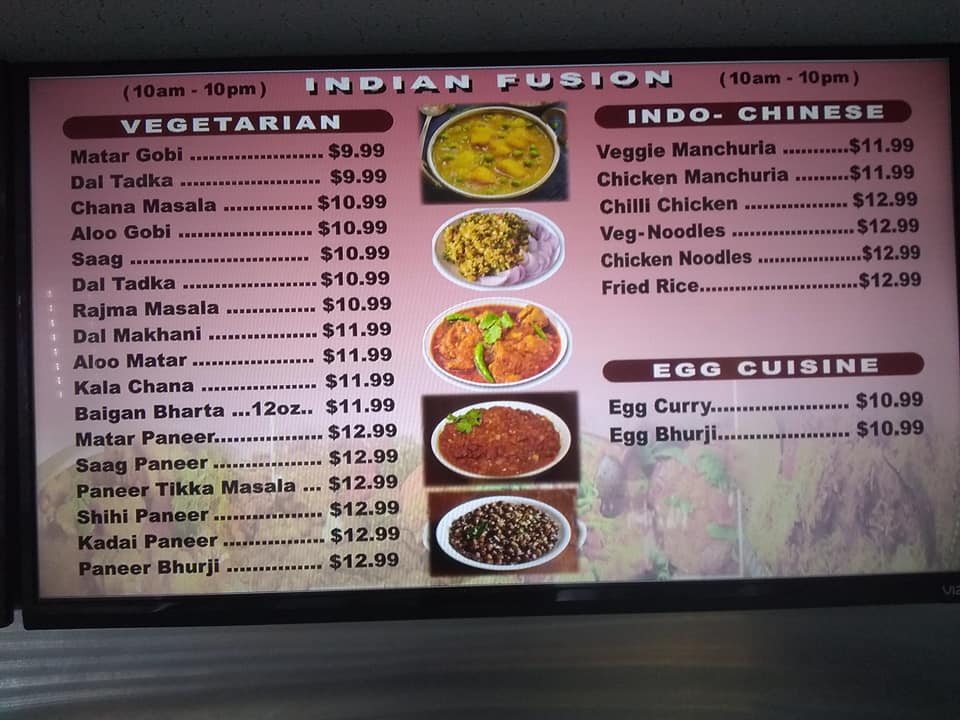 (10am - 10pm) INDIAN FUSION (10am - 10pm)
VEGETARIAN
Matar Gobi ...................... $9.99
Dal Tadka ....................... $9.99
Chana Masala ............... $10.99
Aloo Gobi ....................... $10.99
Saag .............................. $10.99
Dal Tadka ....................... $10.99
Rajma Masala ............... $10.99
Dal Makhani .................. $11.99
Aloo Matar .................... $11.99
Kala Chana ................... $11.99
Baigan Bharta ...12oz.. $11.99
Matar Paneer.................. $12.99
Saag Paneer .................. $12.99
Paneer Tikka Masala ... $12.99
Shihi Paneer.................. $12.99
Kadai Paneer ................. $12.99
Paneer Bhurji ................ $12.99
INDO- CHINESE
Veggie Manchuria ...........$11.99
Chicken Manchuria .........$11.99
Chilli Chicken ................. $12.99
Veg-Noodles .................... $12.99
Chicken Noodles .................$12.99
Fried Rice...........................$12.99
EGG CUISINE
Egg Curry....................... $10.99
Egg Bhurji...................... $10.99